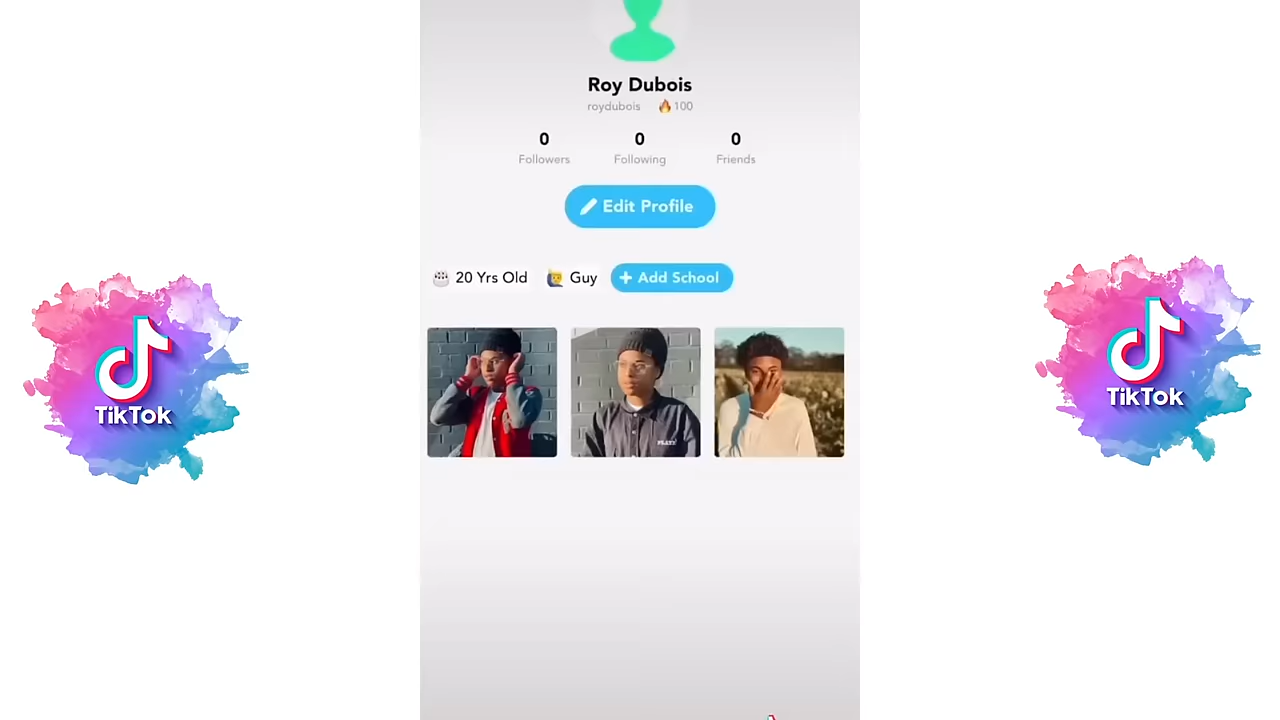 Roy Dubois
roydubois 🔥100
0 0 0
Followers Following Friends
Edit Profile
20 Yrs Old Guy + Add School
TikTok
TikTok